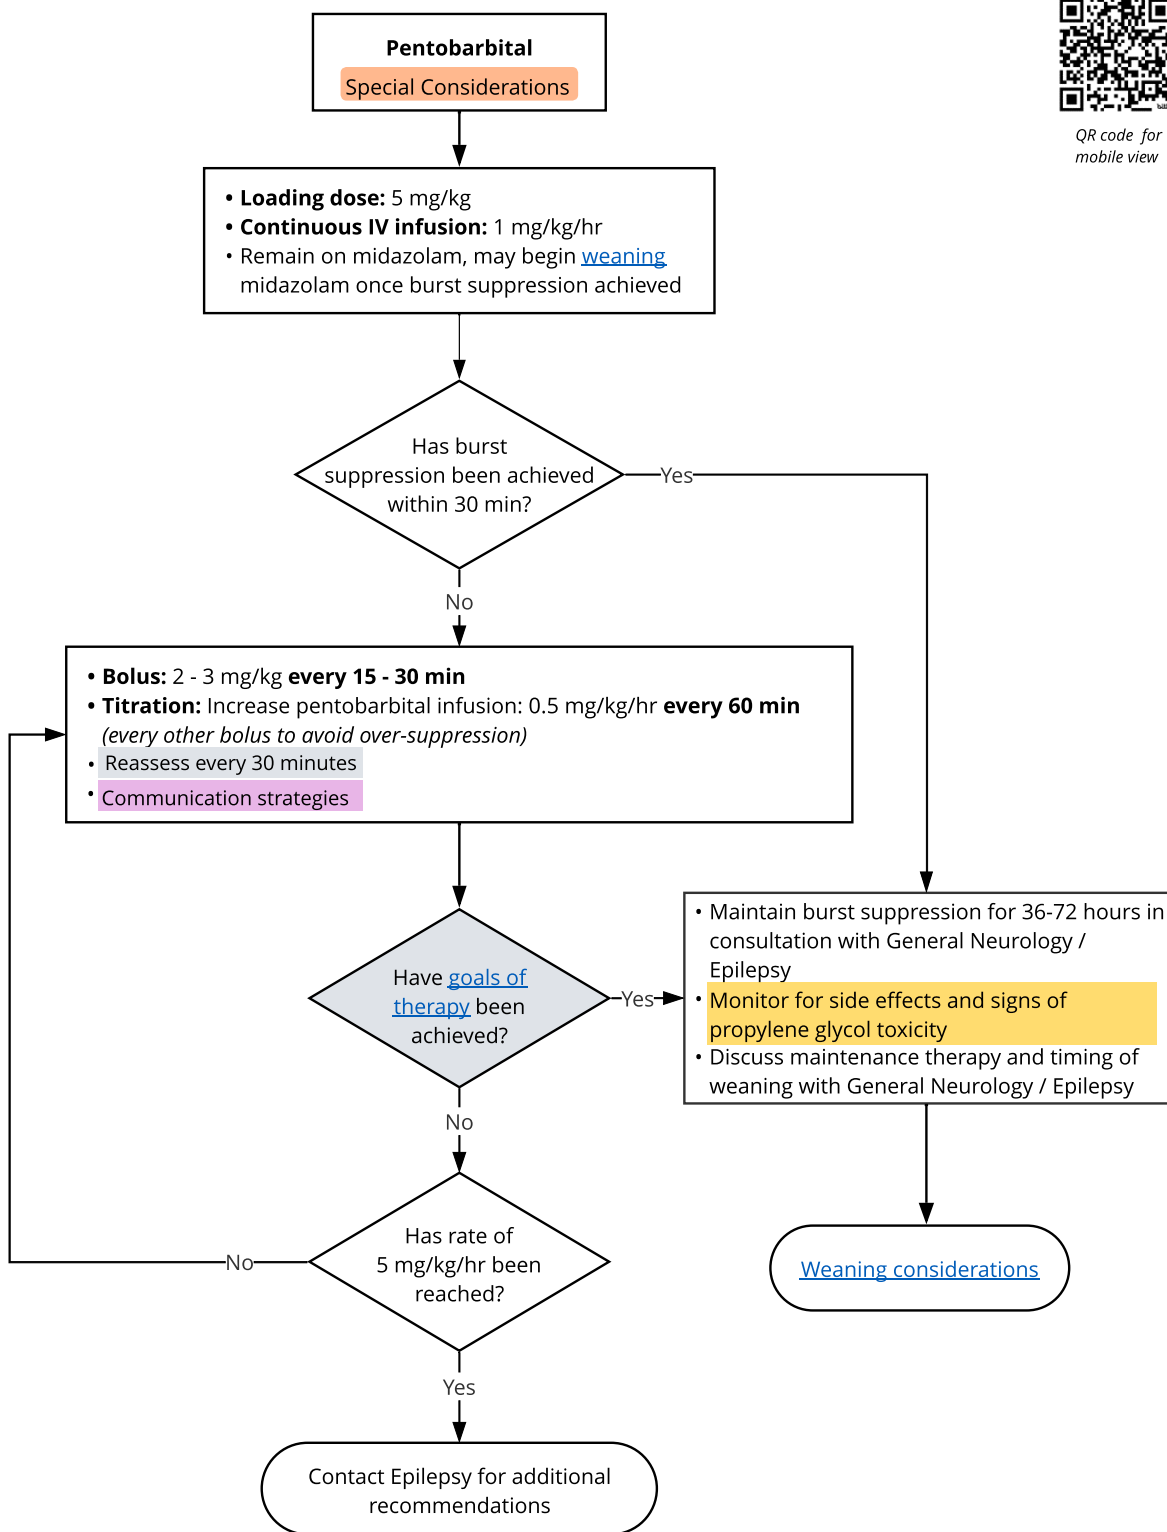 Pentobarbital
Special Considerations
QR code for
mobile view
• Loading dose: 5 mg/kg
• Continuous IV infusion: 1 mg/kg/hr
• Remain on midazolam, may begin weaning
midazolam once burst suppression achieved
Has burst
suppression been achieved
within 30 min?
Yes
No
• Bolus: 2 - 3 mg/kg every 15 - 30 min
• Titration: Increase pentobarbital infusion: 0.5 mg/kg/hr every 60 min
(every other bolus to avoid over-suppression)
• Reassess every 30 minutes
• Communication strategies
Have goals of
therapy been
achieved?
Yes
• Maintain burst suppression for 36-72 hours in
consultation with General Neurology /
Epilepsy
• Monitor for side effects and signs of
propylene glycol toxicity
• Discuss maintenance therapy and timing of
weaning with General Neurology / Epilepsy
No
Has rate of
5 mg/kg/hr been
reached?
No
Weaning considerations
Yes
Contact Epilepsy for additional
recommendations